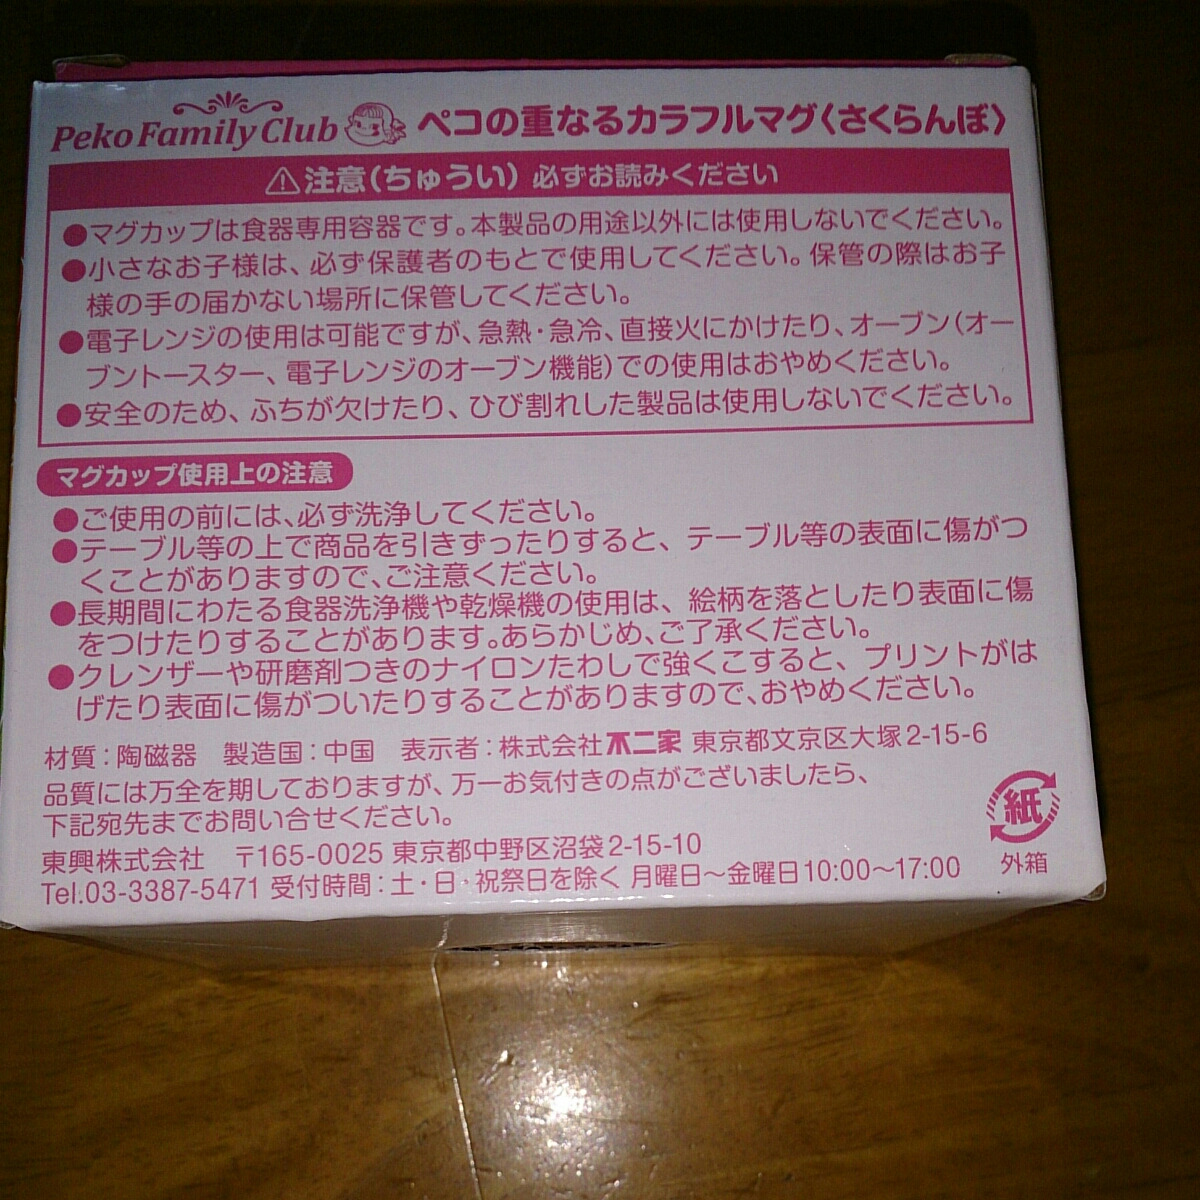 Peko Family Club ペコの重なるカラフルマグ〈さくらんぼ〉
⚠注意(ちゅうい) 必ずお読みください
●マグカップは食器専用容器です。本製品の用途以外には使用しないでください。
●小さなお子様は、必ず保護者のもとで使用してください。保管の際はお子
様の手の届かない場所に保管してください。
●電子レンジの使用は可能ですが、急熱・急冷、直接火にかけたり、オーブン(オー
ブントースター、電子レンジのオーブン機能)での使用はおやめください。
●安全のため、ふちが欠けたり、ひび割れした製品は使用しないでください。
マグカップ使用上の注意
●ご使用の前には、必ず洗浄してください。
●テーブル等の上で商品を引きずったりすると、テーブル等の表面に傷がつ
くことがありますので、ご注意ください。
●長期間にわたる食器洗浄機や乾燥機の使用は、絵柄を落としたり表面に傷
をつけたりすることがあります。あらかじめ、ご了承ください。
●クレンザーや研磨剤つきのナイロンたわしで強くこすると、プリントがは
げたり表面に傷がついたりすることがありますので、おやめください。
材質:陶磁器 製造国:中国 表示者:株式会社不二家 東京都文京区大塚2-15-6
品質には万全を期しておりますが、万一お気付きの点がございましたら、
下記宛先までお問い合せください。
東興株式会社 〒165-0025 東京都中野区沼袋2-15-10
Tel.03-3387-5471 受付時間:土・日・祝祭日を除く 月曜日～金曜日10:00～17:00
紙
外箱